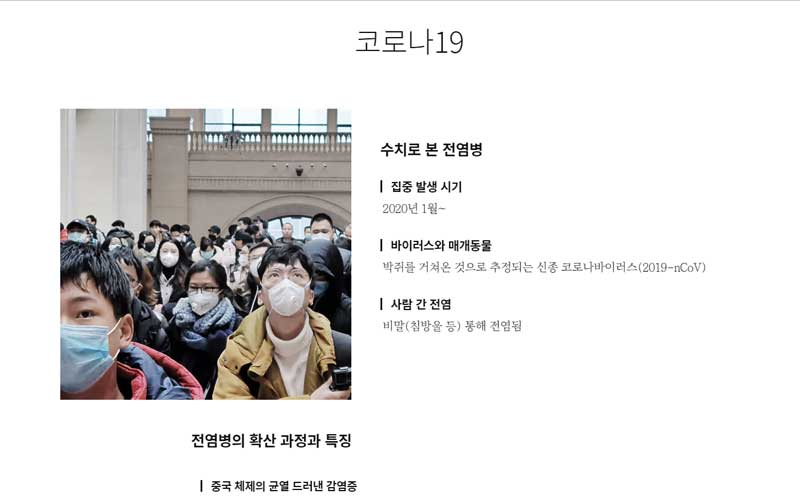 코로나19
수치로 본 전염병
집중 발생 시기
2020년 1월~
바이러스와 매개동물
박쥐를 거쳐온 것으로 추정되는 신종 코로나바이러스(2019-nCoV)
사람 간 전염
비말(침방울 등) 통해 전염됨
전염병의 확산 과정과 특징
중국 체제의 균열 드러낸 감염증